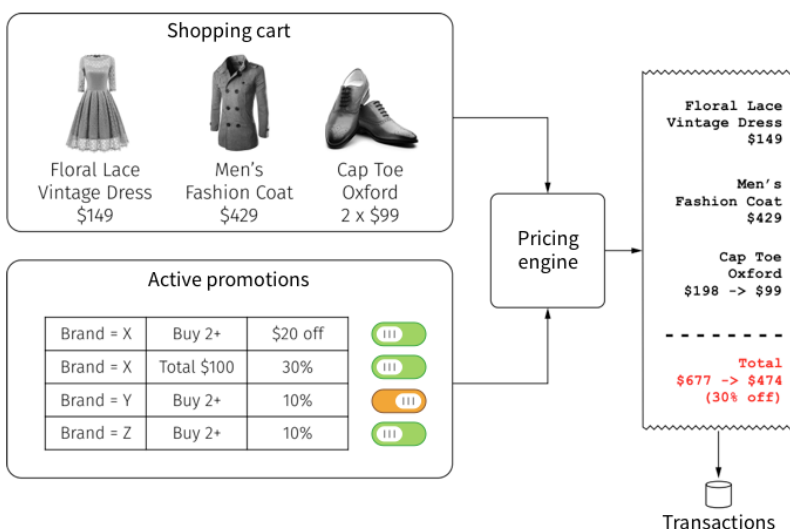 Shopping cart
Floral Lace
Vintage Dress
$149
Men's
Fashion Coat
$429
Cap Toe
Oxford
2 x $99
Active promotions
Brand = X Buy 2+ $20 off
Brand = X Total $100 30%
Brand = Y Buy 2+ 10%
Brand = Z Buy 2+ 10%
Pricing
engine
Floral Lace
Vintage Dress
$149
Men's
Fashion Coat
$429
Cap Toe
Oxford
$198 -> $99
Total
$677 -> $474
(30% off)
Transactions